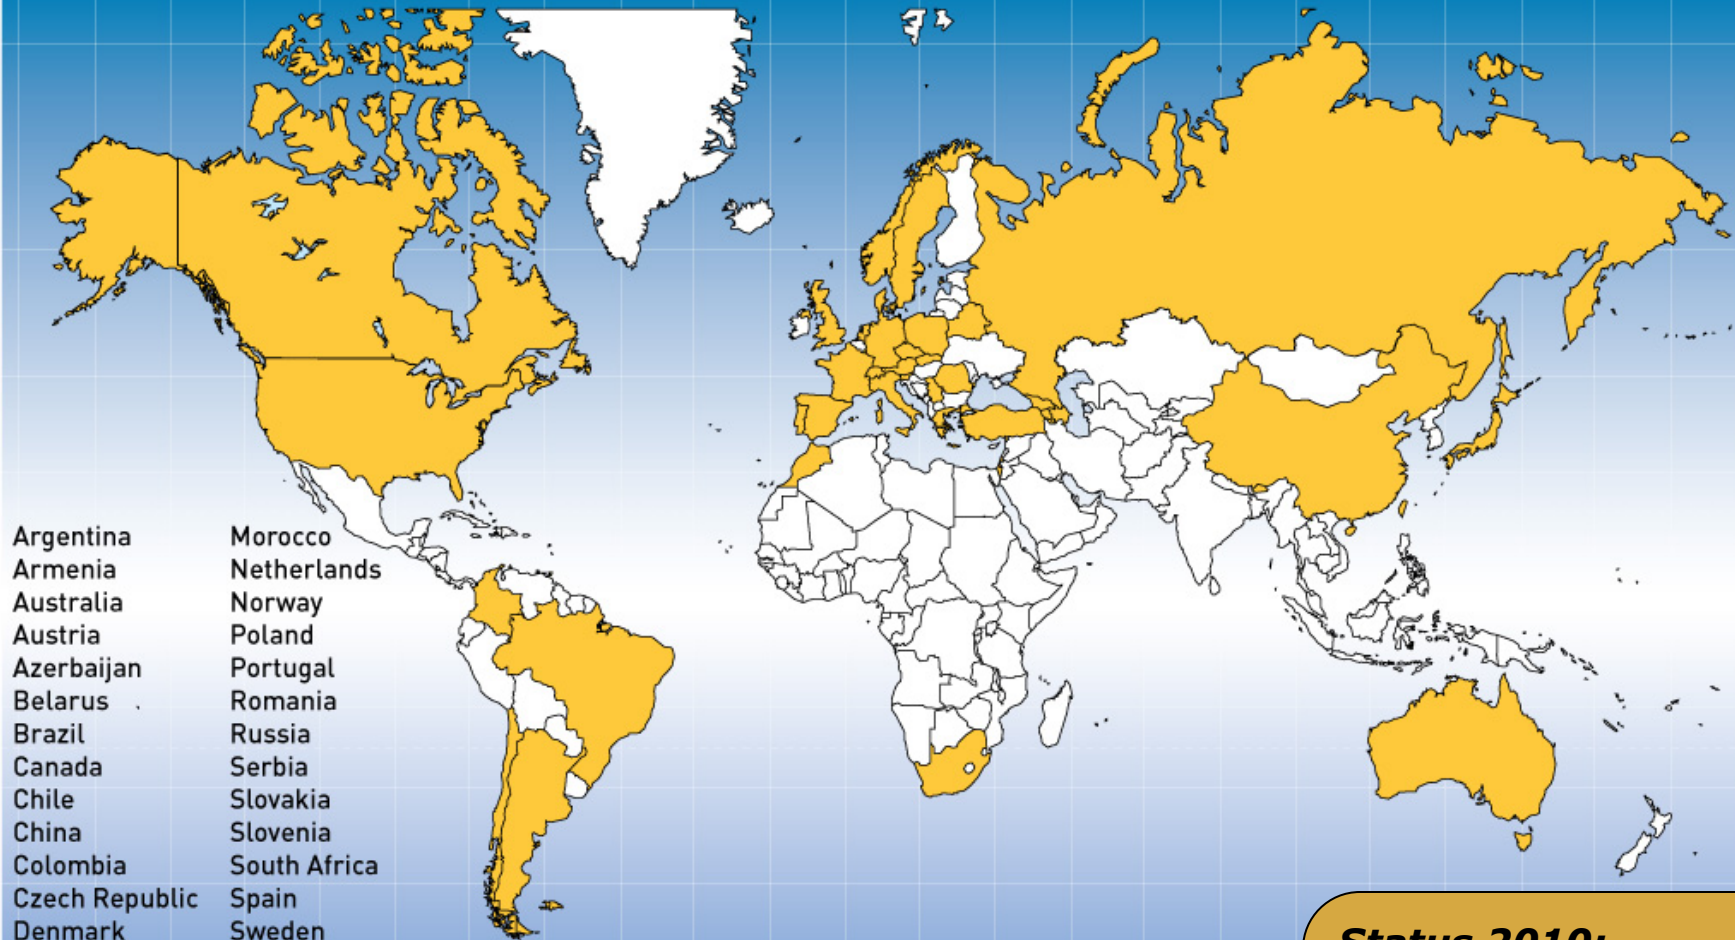 Argentina
Armenia
Australia
Austria
Azerbaijan
Belarus .
Brazil
Canada
Chile
China
Colombia
Czech Republic
Denmark
Morocco
Netherlands
Norway
Poland
Portugal
Romania
Russia
Serbia
Slovakia
Slovenia
South Africa
Spain
Sweden
Status 2010: